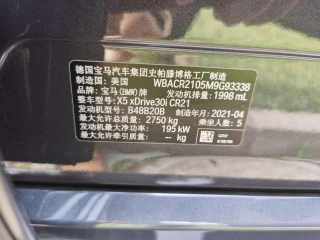 德国宝马汽车集团史帕滕博格工厂制造
制造国：美国 WBACR2105M9G93338
品牌：宝马(BMW)牌 发动机排量：1998 mL
整车型号：X5 xDrive30i CR21
发动机型号：B48B20B 制造年月：2021-04
最大允许总质量：2750 kg 乘坐人数：5
发动机最大净功率：195 kW
最大允许牵引质量：-- kg